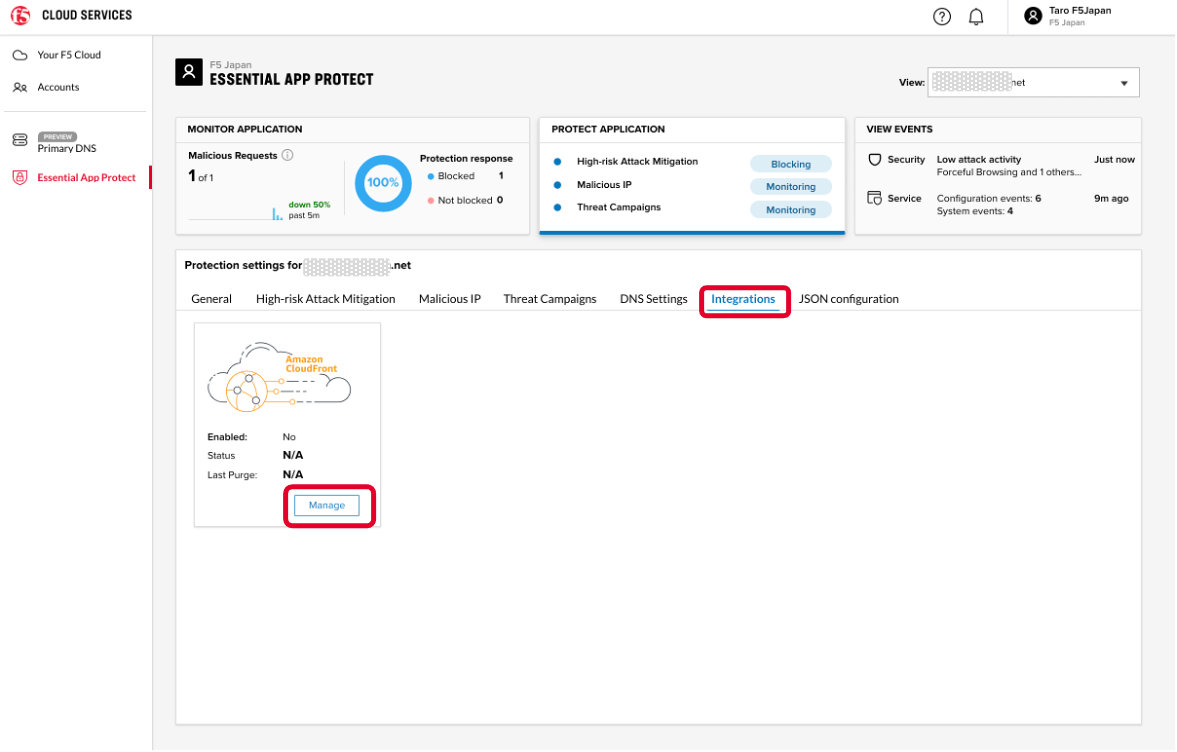 CLOUD SERVICES
Taro F5Japan
F5 Japan
Your F5 Cloud
Accounts
PREVIEW
Primary DNS
Essential App Protect
F5 Japan
ESSENTIAL APP PROTECT
View: net
MONITOR APPLICATION
Malicious Requests
1 of 1
down 50%
past 5m
100%
Protection response
Blocked 1
Not blocked 0
PROTECT APPLICATION
High-risk Attack Mitigation Blocking
Malicious IP Monitoring
Threat Campaigns Monitoring
VIEW EVENTS
Security Low attack activity Just now
Forceful Browsing and 1 others...
Service Configuration events: 6 9m ago
System events: 4
Protection settings for .net
General High-risk Attack Mitigation Malicious IP Threat Campaigns DNS Settings Integrations JSON configuration
Amazon
CloudFront
Enabled: No
Status N/A
Last Purge: N/A
Manage